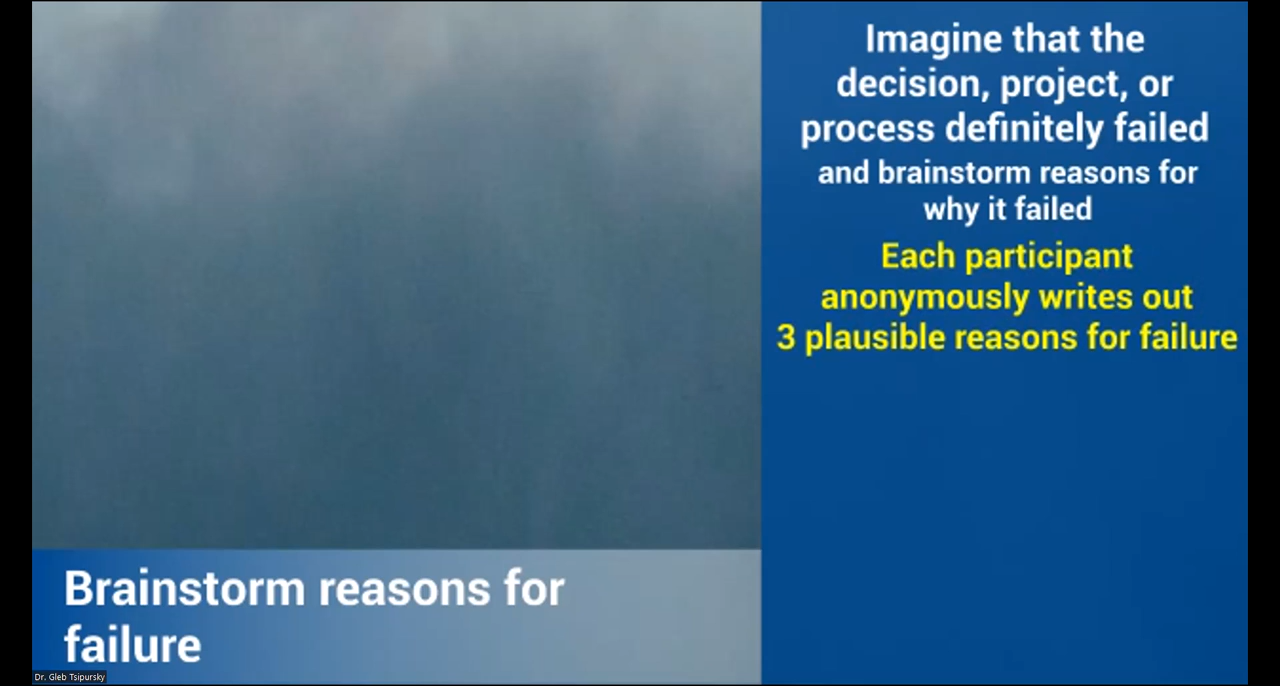 Imagine that the
decision, project, or
process definitely failed
and brainstorm reasons for
why it failed
Each participant
anonymously writes out
3 plausible reasons for failure
Brainstorm reasons for
failure
Dr. Gleb Tsipursky